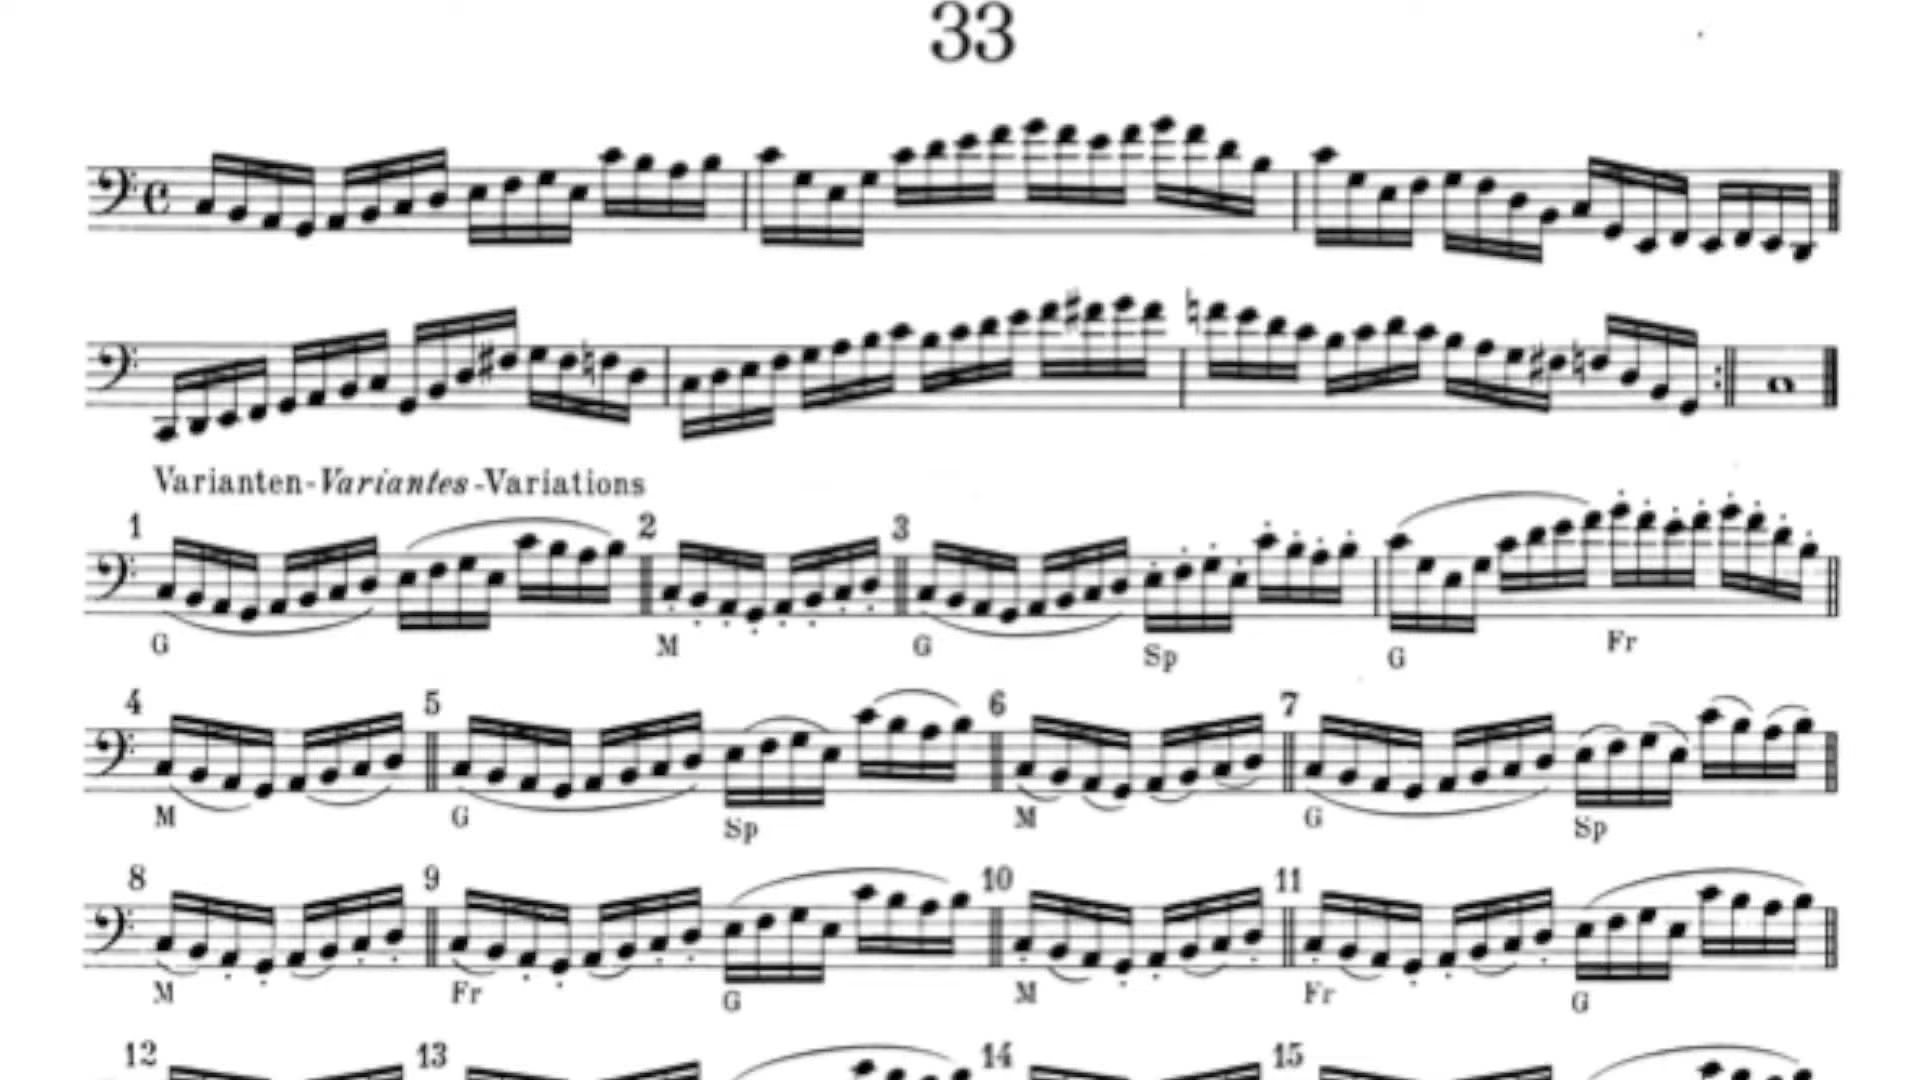 33
Varianten-Variantes-Variations
1 2 3
G M G Sp G Fr
4 5 6 7
M G Sp M G Sp
8 9 10 11
M Fr G M Fr G
12 13 14 15